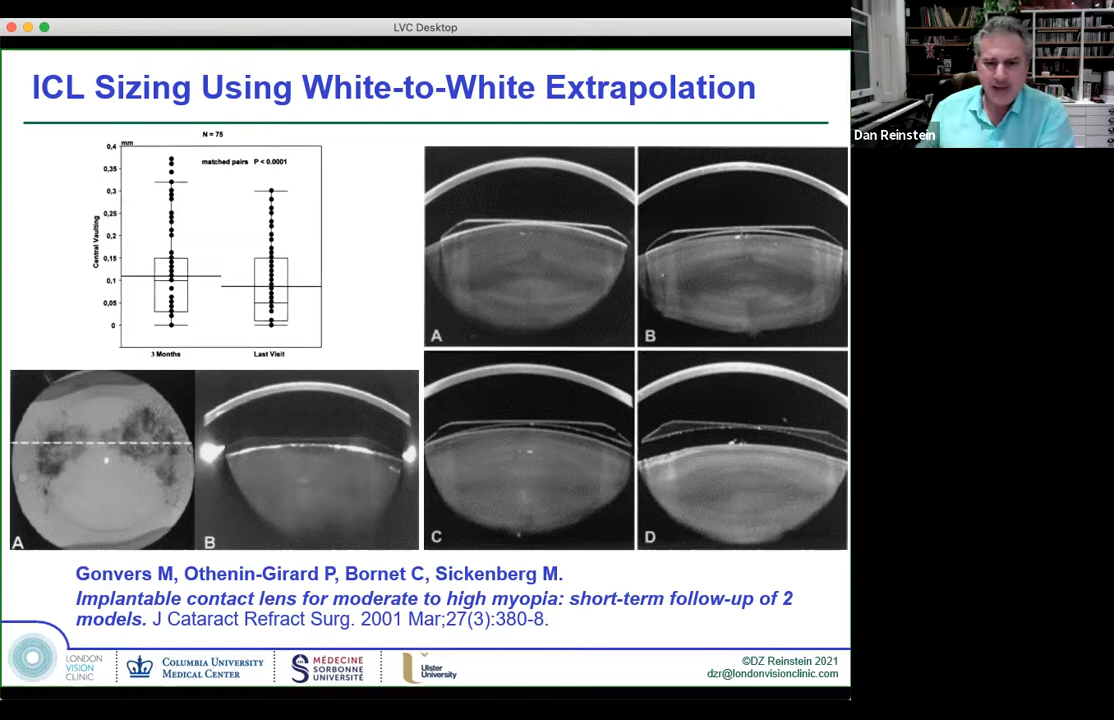 LVC Desktop
ICL Sizing Using White-to-White Extrapolation
N = 75
mm
matched pairs P < 0.0001
0,4
0,35
0,3
0,25
0,2
0,15
0,1
0,05
0
Central Vaulting
3 Months
Last Visit
A
B
A
B
C
D
Gonvers M, Othenin-Girard P, Bornet C, Sickenberg M.
Implantable contact lens for moderate to high myopia: short-term follow-up of 2
models. J Cataract Refract Surg. 2001 Mar;27(3):380-8.
LONDON
VISION
CLINIC
COLUMBIA UNIVERSITY
MEDICAL CENTER
MÉDECINE
SORBONNE
UNIVERSITÉ
Ulster
University
©DZ Reinstein 2021
dzr@londonvisionclinic.com
Dan Reinstein